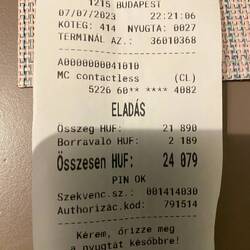 1215 BUDAPEST
07/07/2023 22:21:06
KÖTEG: 414 NYUGTA: 0027
TERMINAL AZ.: 36010368
A0000000041010
MC contactless (CL)
5226 60** **** 4082
ELADÁS
Összeg HUF: 21 890
Borravaló HUF: 2 189
Összesen HUF: 24 079
PIN OK
Szekvenc.sz.: 001414030
Authorizác.kód: 791514
Kérem, őrizze meg
a nyugtát későbbre!